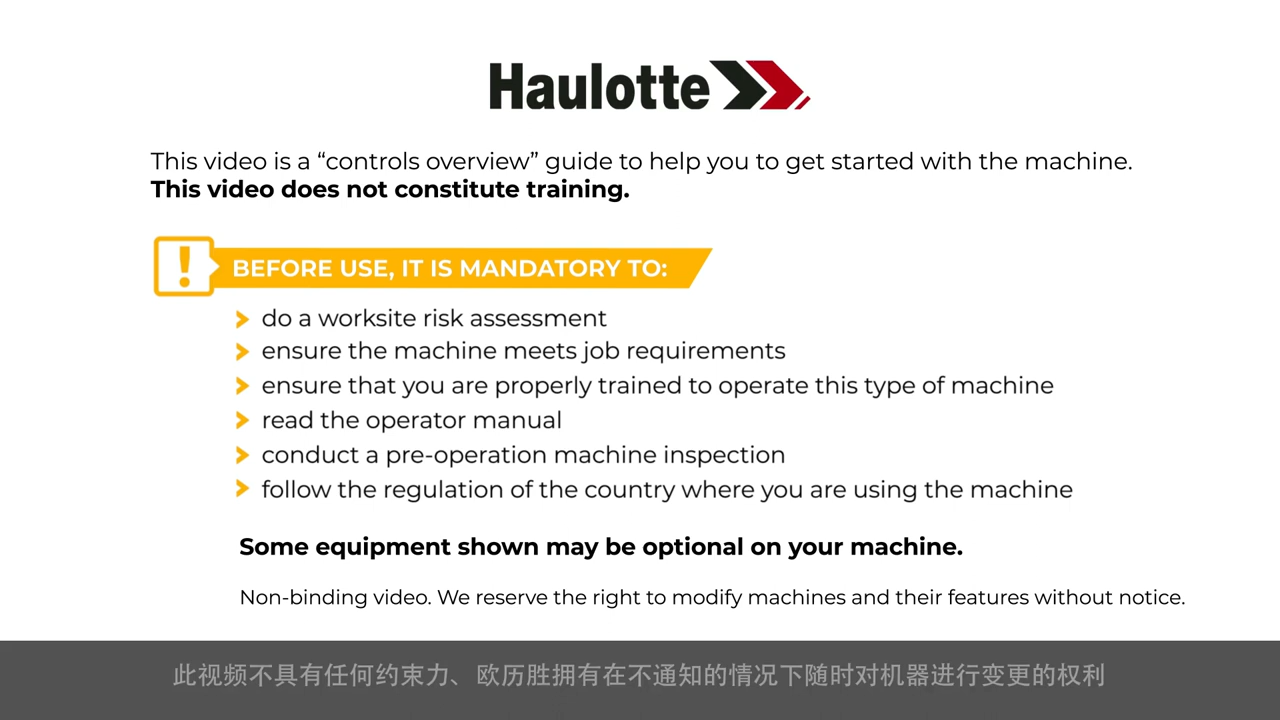 Haulotte
This video is a “controls overview” guide to help you to get started with the machine.
This video does not constitute training.
! BEFORE USE, IT IS MANDATORY TO:
do a worksite risk assessment
ensure the machine meets job requirements
ensure that you are properly trained to operate this type of machine
read the operator manual
conduct a pre-operation machine inspection
follow the regulation of the country where you are using the machine
Some equipment shown may be optional on your machine.
Non-binding video. We reserve the right to modify machines and their features without notice.
此视频不具有任何约束力、欧历胜拥有在不通知的情况下随时对机器进行变更的权利